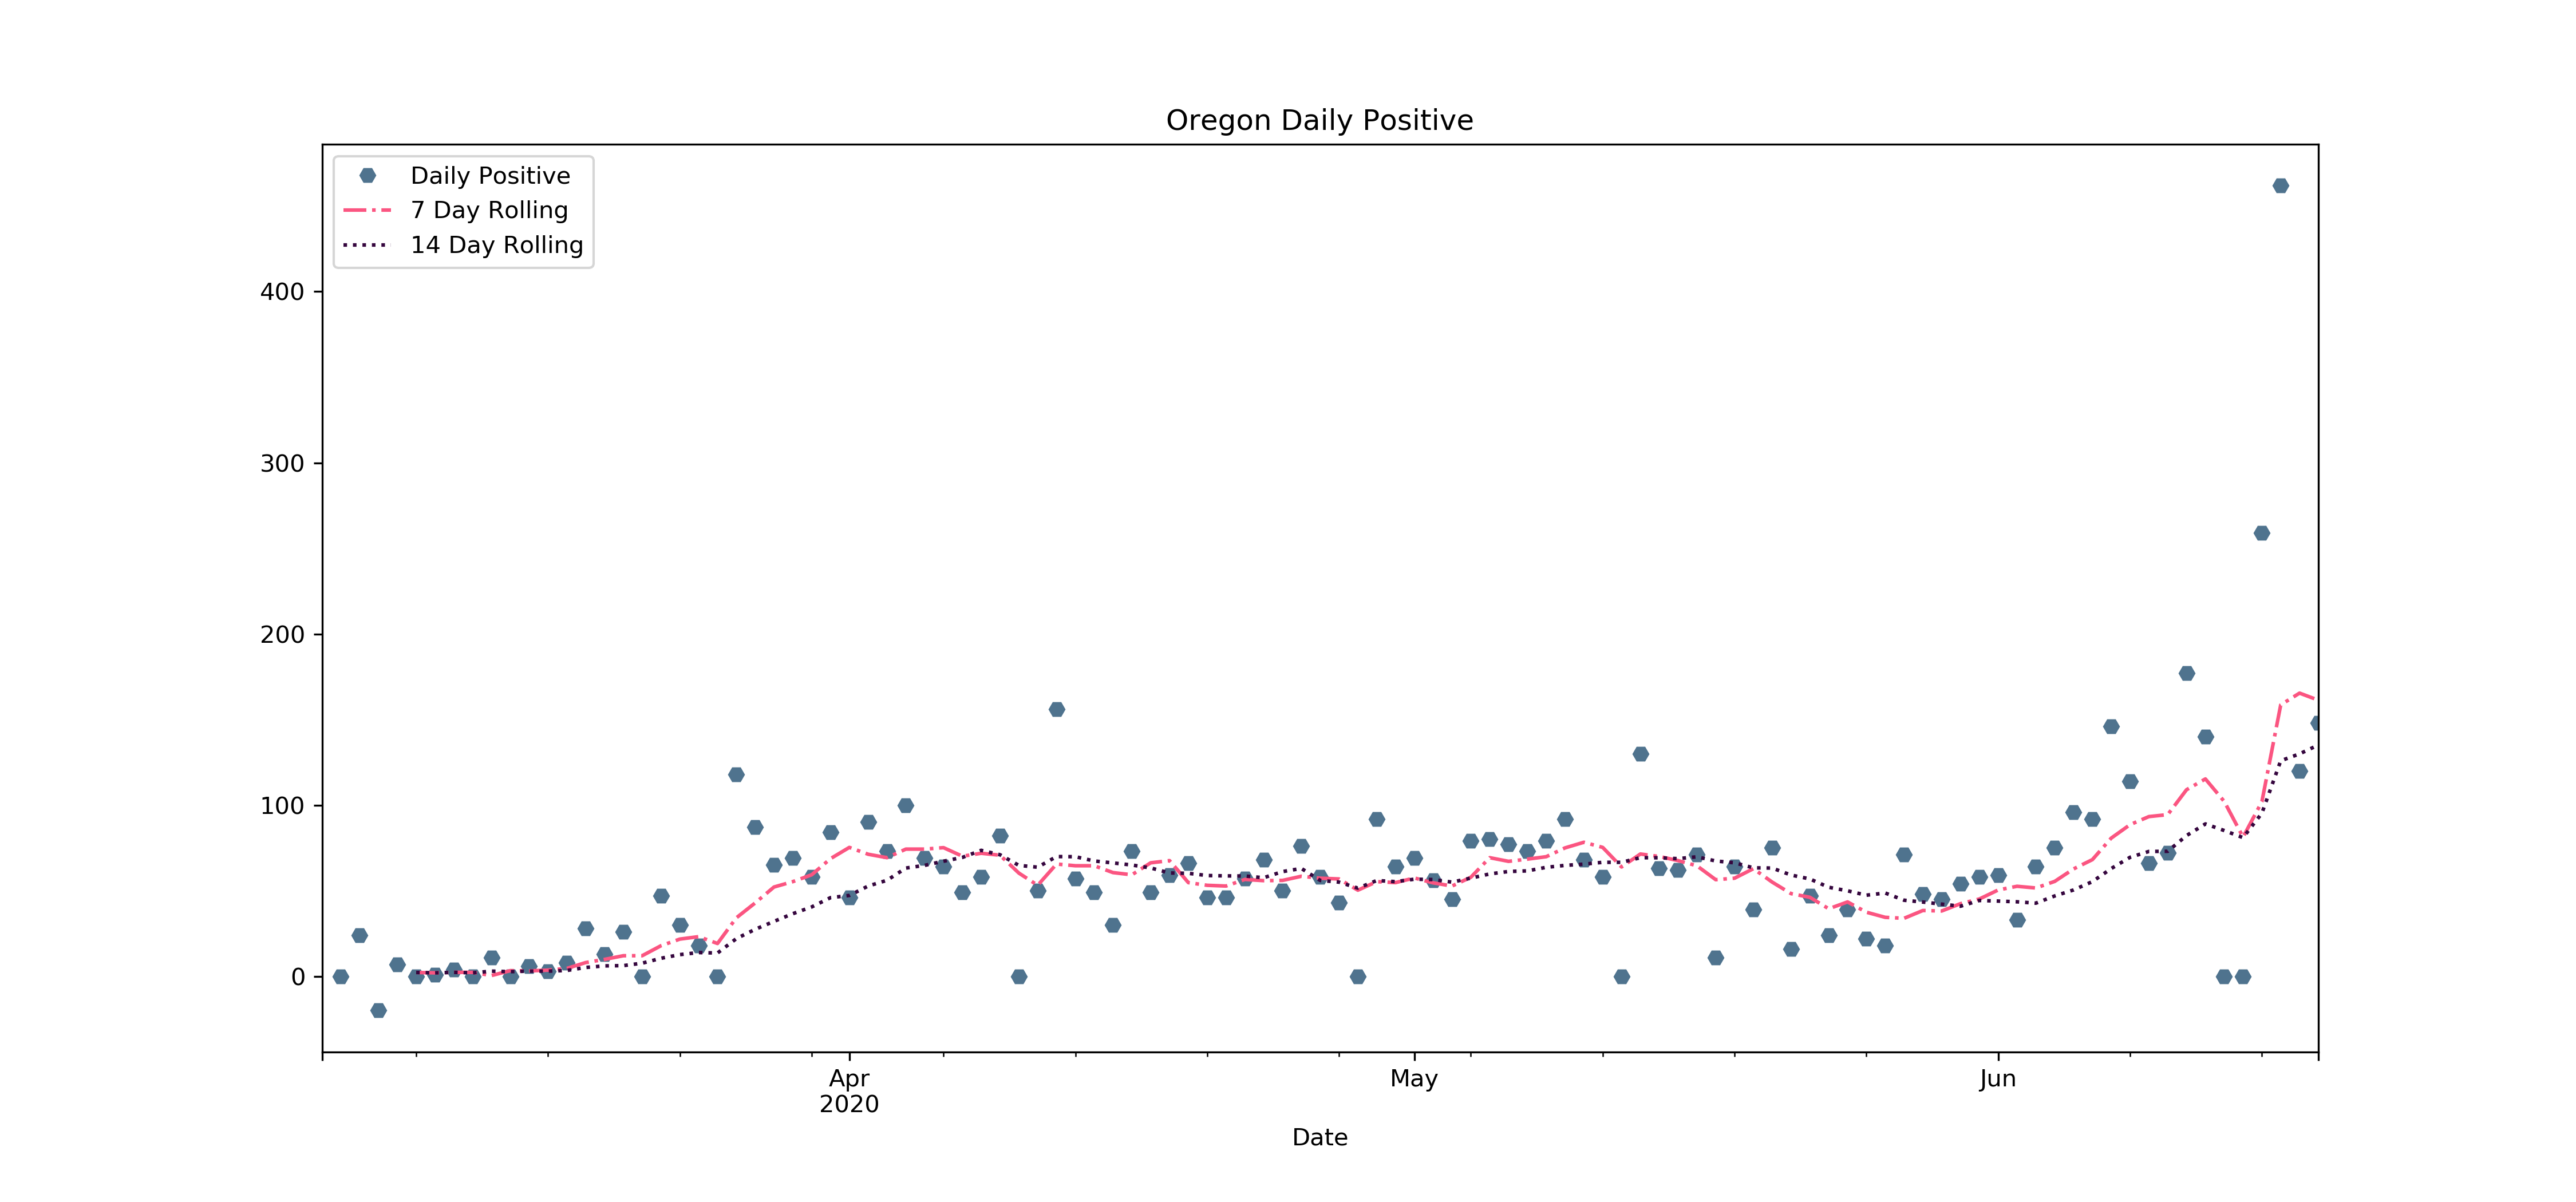 Oregon Daily Positive
Daily Positive
7 Day Rolling
14 Day Rolling
400
300
200
100
0
Apr
2020
May
Jun
Date